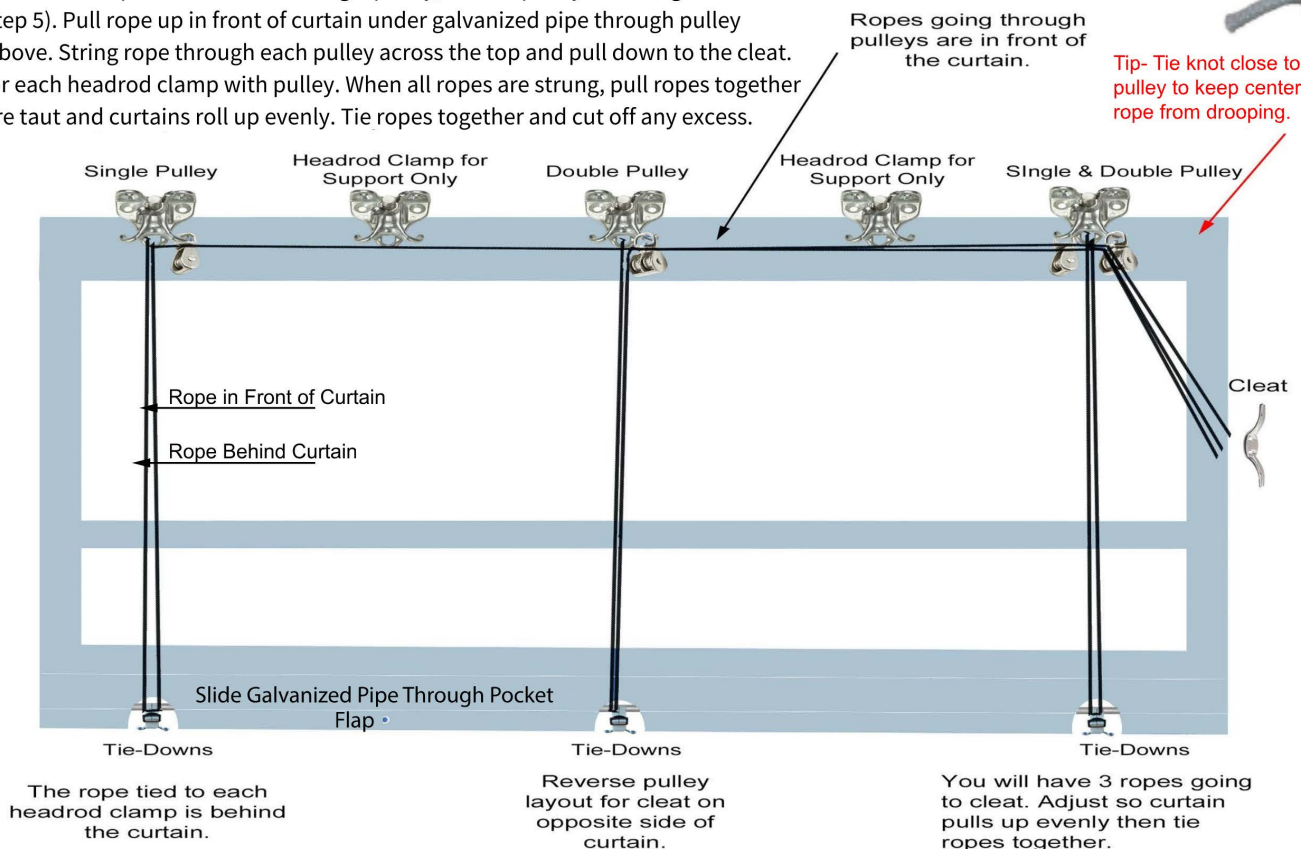 tep 5). Pull rope up in front of curtain under galvanized pipe through pulley
bove. String rope through each pulley across the top and pull down to the cleat.
r each headrod clamp with pulley. When all ropes are strung, pull ropes together
re taut and curtains roll up evenly. Tie ropes together and cut off any excess.
Ropes going through
pulleys are in front of
the curtain.
Tip- Tie knot close to
pulley to keep center
rope from drooping.
Single Pulley
Headrod Clamp for
Support Only
Double Pulley
Headrod Clamp for
Support Only
SIngle & Double Pulley
Rope in Front of Curtain
Rope Behind Curtain
Cleat
Slide Galvanized Pipe Through Pocket
Flap
Tie-Downs
Tie-Downs
Tie-Downs
The rope tied to each
headrod clamp is behind
the curtain.
Reverse pulley
layout for cleat on
opposite side of
curtain.
You will have 3 ropes going
to cleat. Adjust so curtain
pulls up evenly then tie
ropes together.